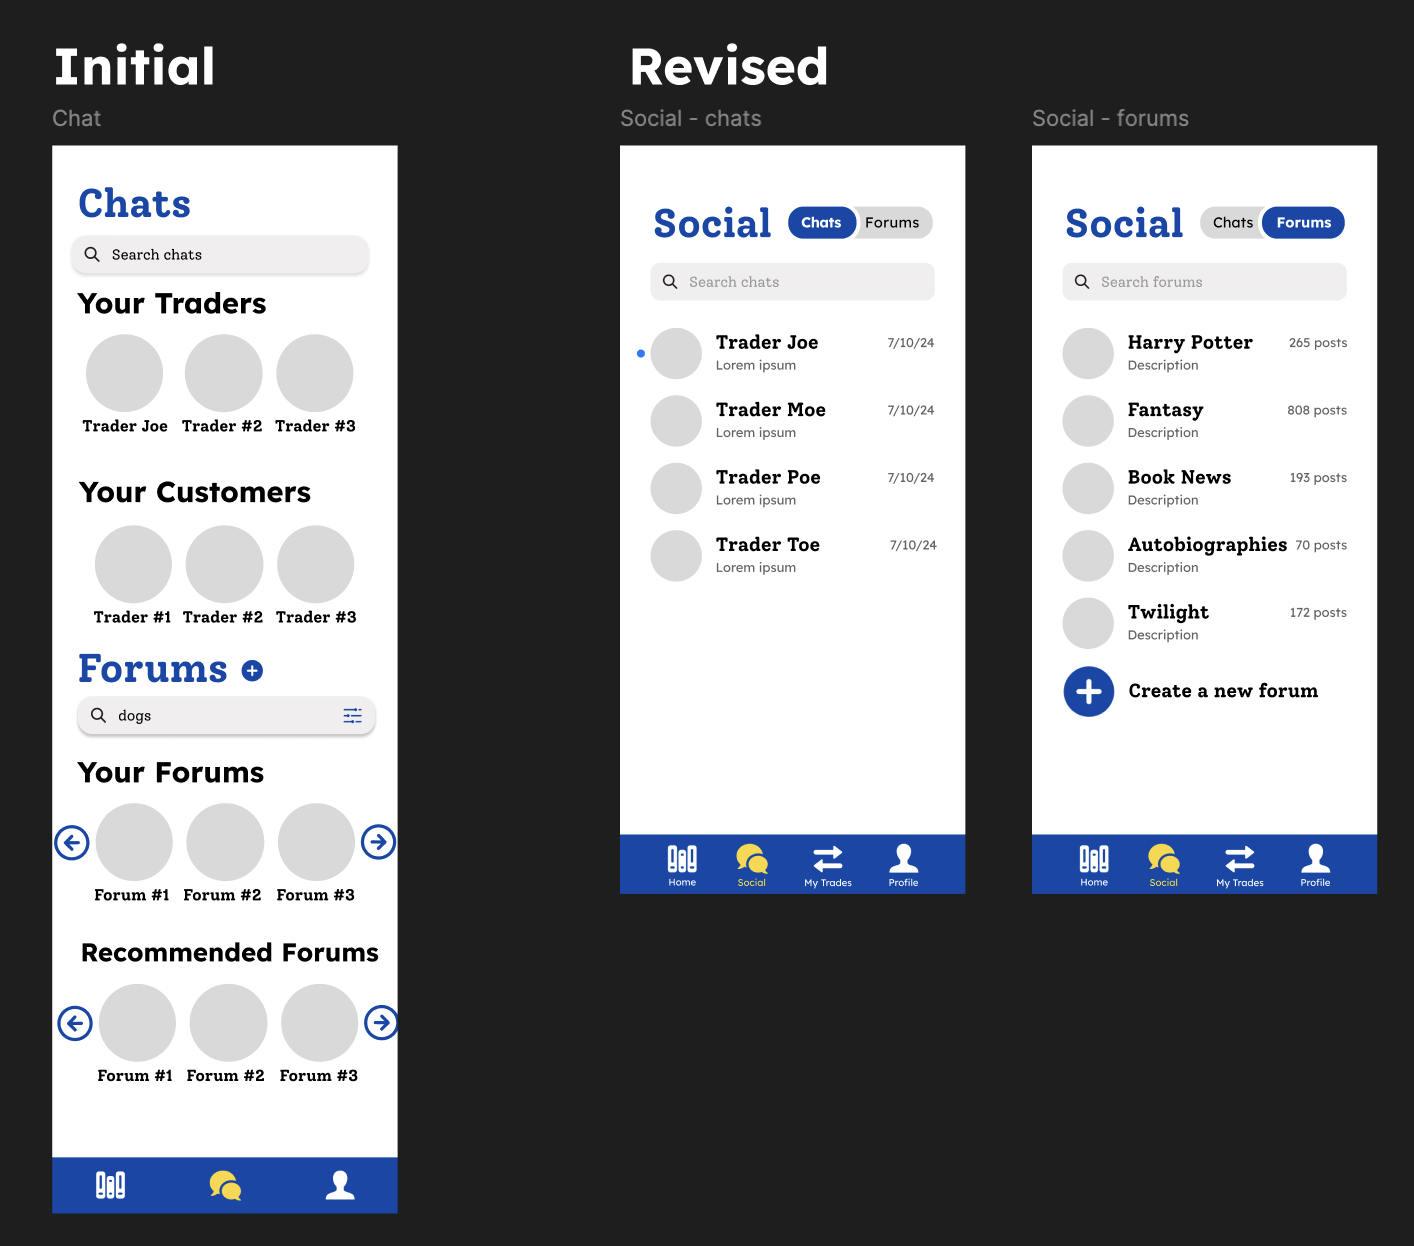 Initial
Chat
Chats
Search chats
Your Traders
Trader Joe Trader #2 Trader #3
Your Customers
Trader #1 Trader #2 Trader #3
Forums
dogs
Your Forums
Forum #1 Forum #2 Forum #3
Recommended Forums
Forum #1 Forum #2 Forum #3
Revised
Social - chats
Social Chats Forums
Search chats
Trader Joe 7/10/24
Lorem ipsum
Trader Moe 7/10/24
Lorem ipsum
Trader Poe 7/10/24
Lorem ipsum
Trader Toe 7/10/24
Lorem ipsum
Home Social My Trades Profile
Social - forums
Social Chats Forums
Search forums
Harry Potter 265 posts
Description
Fantasy 808 posts
Description
Book News 193 posts
Description
Autobiographies 70 posts
Description
Twilight 172 posts
Description
Create a new forum
Home Social My Trades Profile